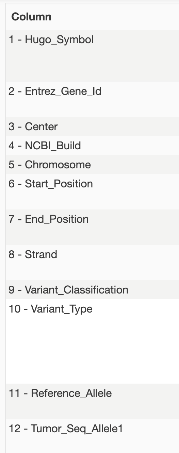 Column
1 - Hugo_Symbol
2 - Entrez_Gene_Id
3 - Center
4 - NCBI_Build
5 - Chromosome
6 - Start_Position
7 - End_Position
8 - Strand
9 - Variant_Classification
10 - Variant_Type
11 - Reference_Allele
12 - Tumor_Seq_Allele1